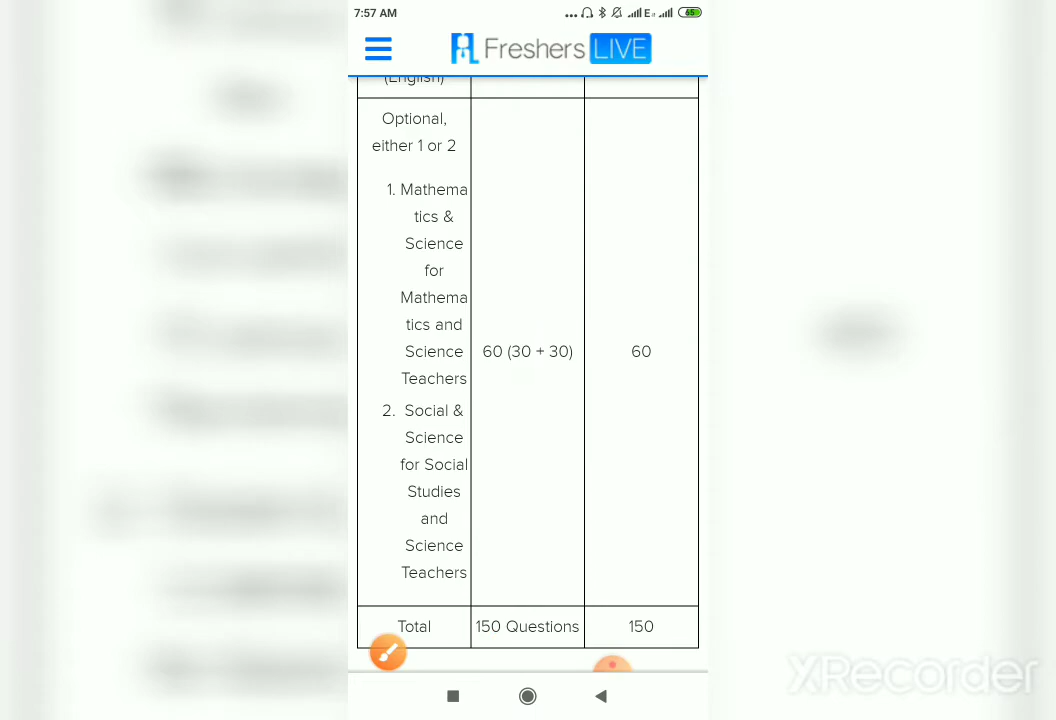 7:57 AM
65
Freshers LIVE
(English)
Optional,
either 1 or 2
1. Mathema
tics &
Science
for
Mathema
tics and
Science
Teachers
60 (30 + 30)
60
2. Social &
Science
for Social
Studies
and
Science
Teachers
Total
150 Questions
150
XRecorder